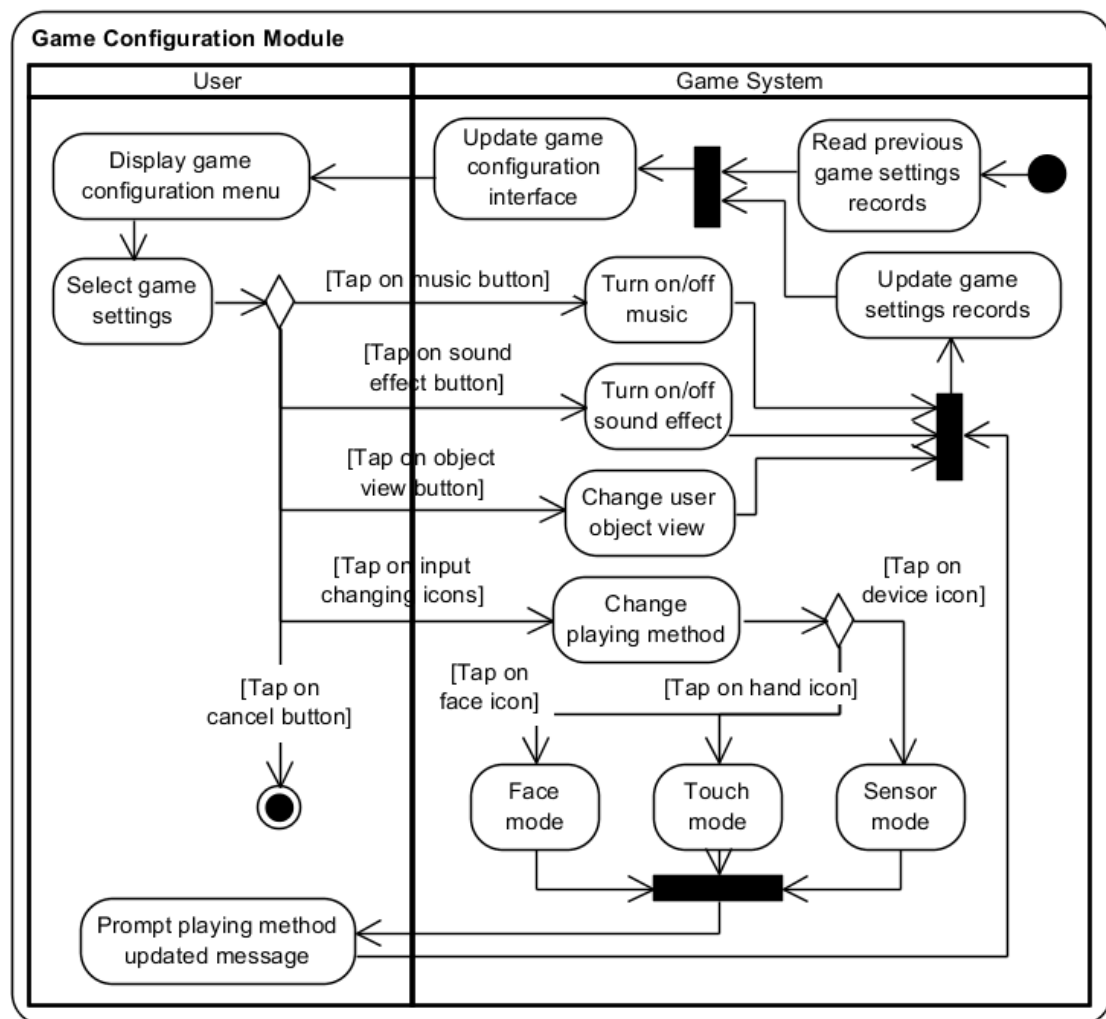 Game Configuration Module
User
Game System
Display game
configuration menu
Update game
configuration
interface
Read previous
game settings
records
Select game
settings
[Tap on music button]
Turn on/off
music
Update game
settings records
[Tap on sound
effect button]
Turn on/off
sound effect
[Tap on object
view button]
Change user
object view
[Tap on input
changing icons]
Change
playing method
[Tap on
device icon]
[Tap on
cancel button]
[Tap on
face icon]
[Tap on hand icon]
Face
mode
Touch
mode
Sensor
mode
Prompt playing method
updated message